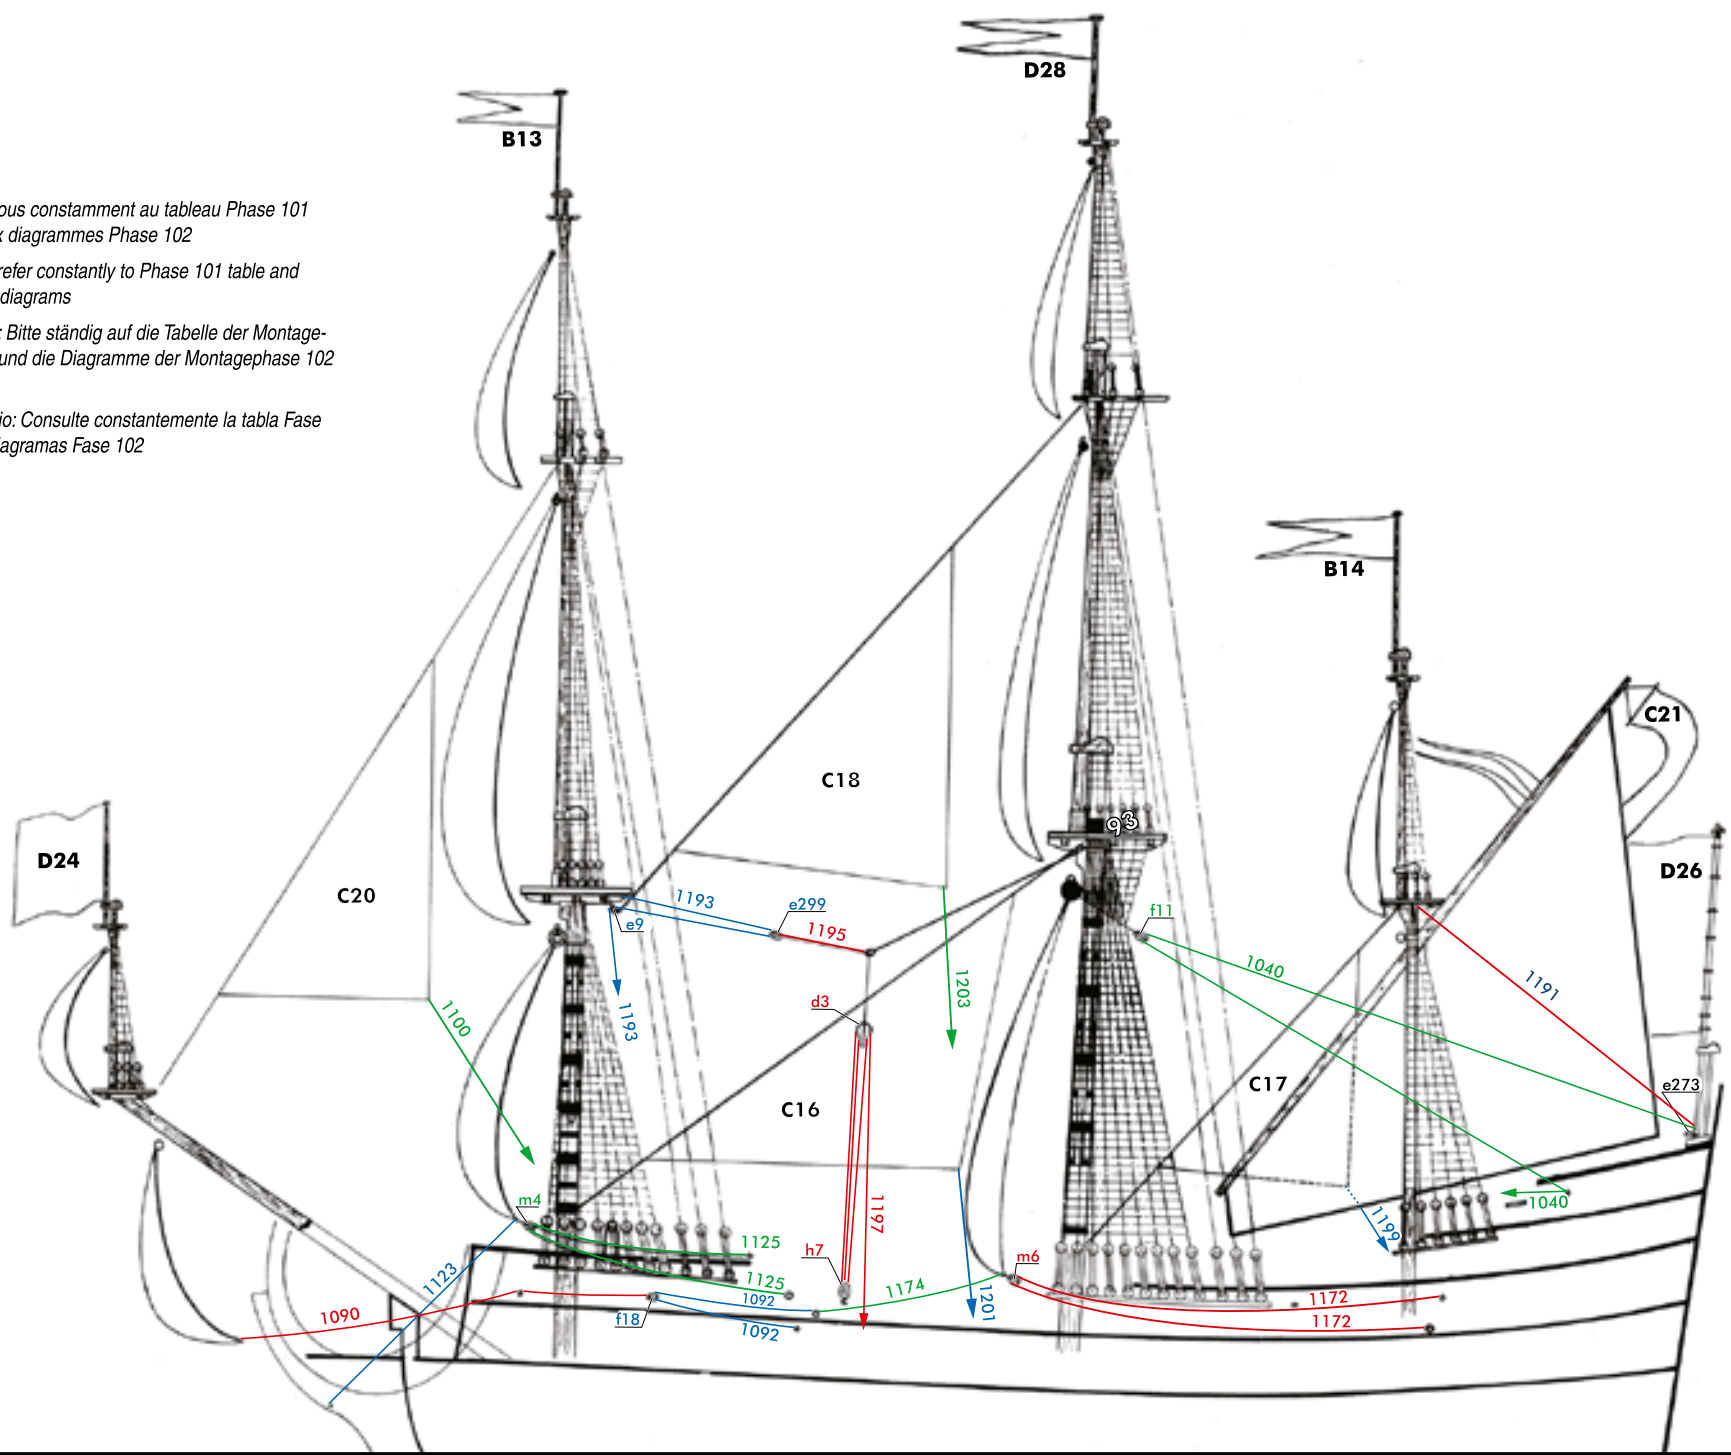 D28
B13
ous constamment au tableau Phase 101
x diagrammes Phase 102
refer constantly to Phase 101 table and
diagrams
: Bitte ständig auf die Tabelle der Montage-
und die Diagramme der Montagephase 102
io: Consulte constantemente la tabla Fase
iagramas Fase 102
B14
C21
C18
93
D24
D26
C20
1193
e299
e9
1195
f11
1040
1191
d3
1203
1100
1193
C17
e273
C16
m4
1197
1040
1199
1125
h7
m6
1123
1125
1174
1201
1090
1092
1172
f18
1092
1172